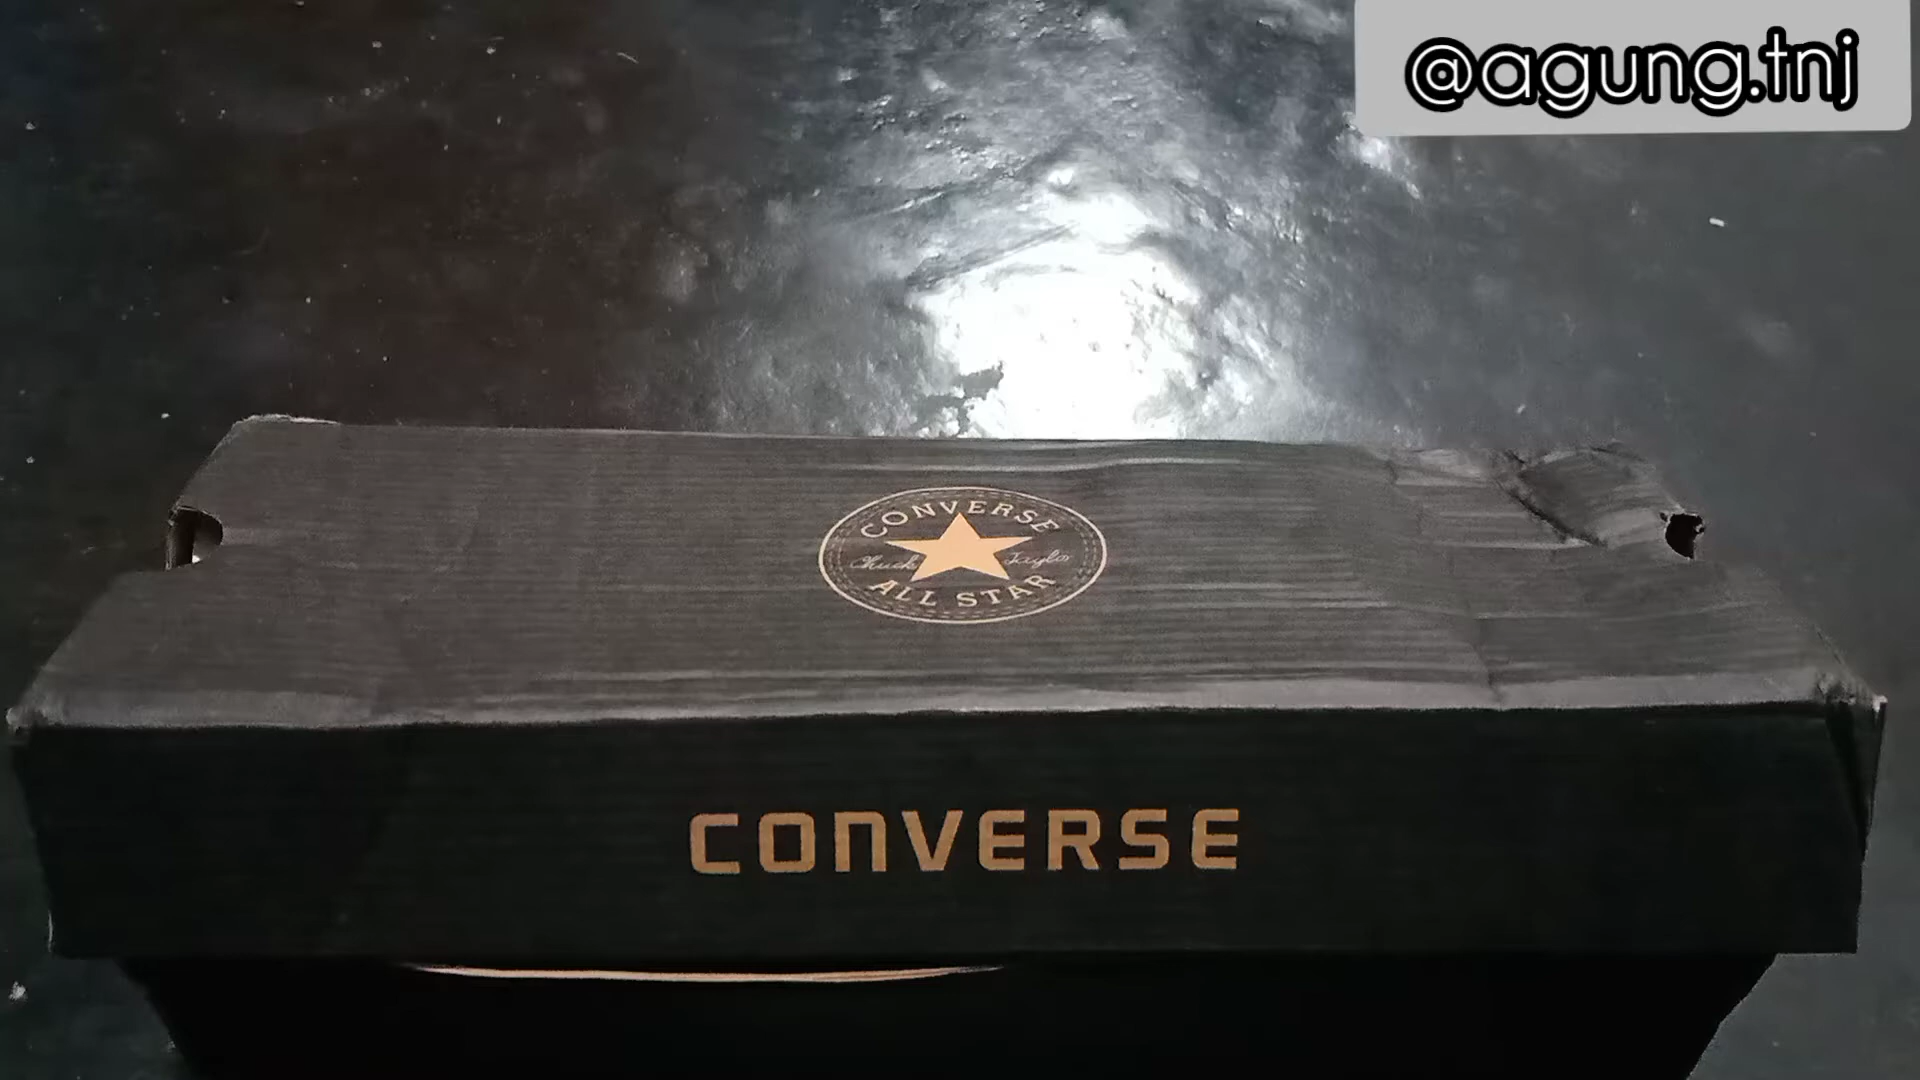 @agung.tnj
CONVERSE
Chuck Taylor
ALL STAR
CONVERSE